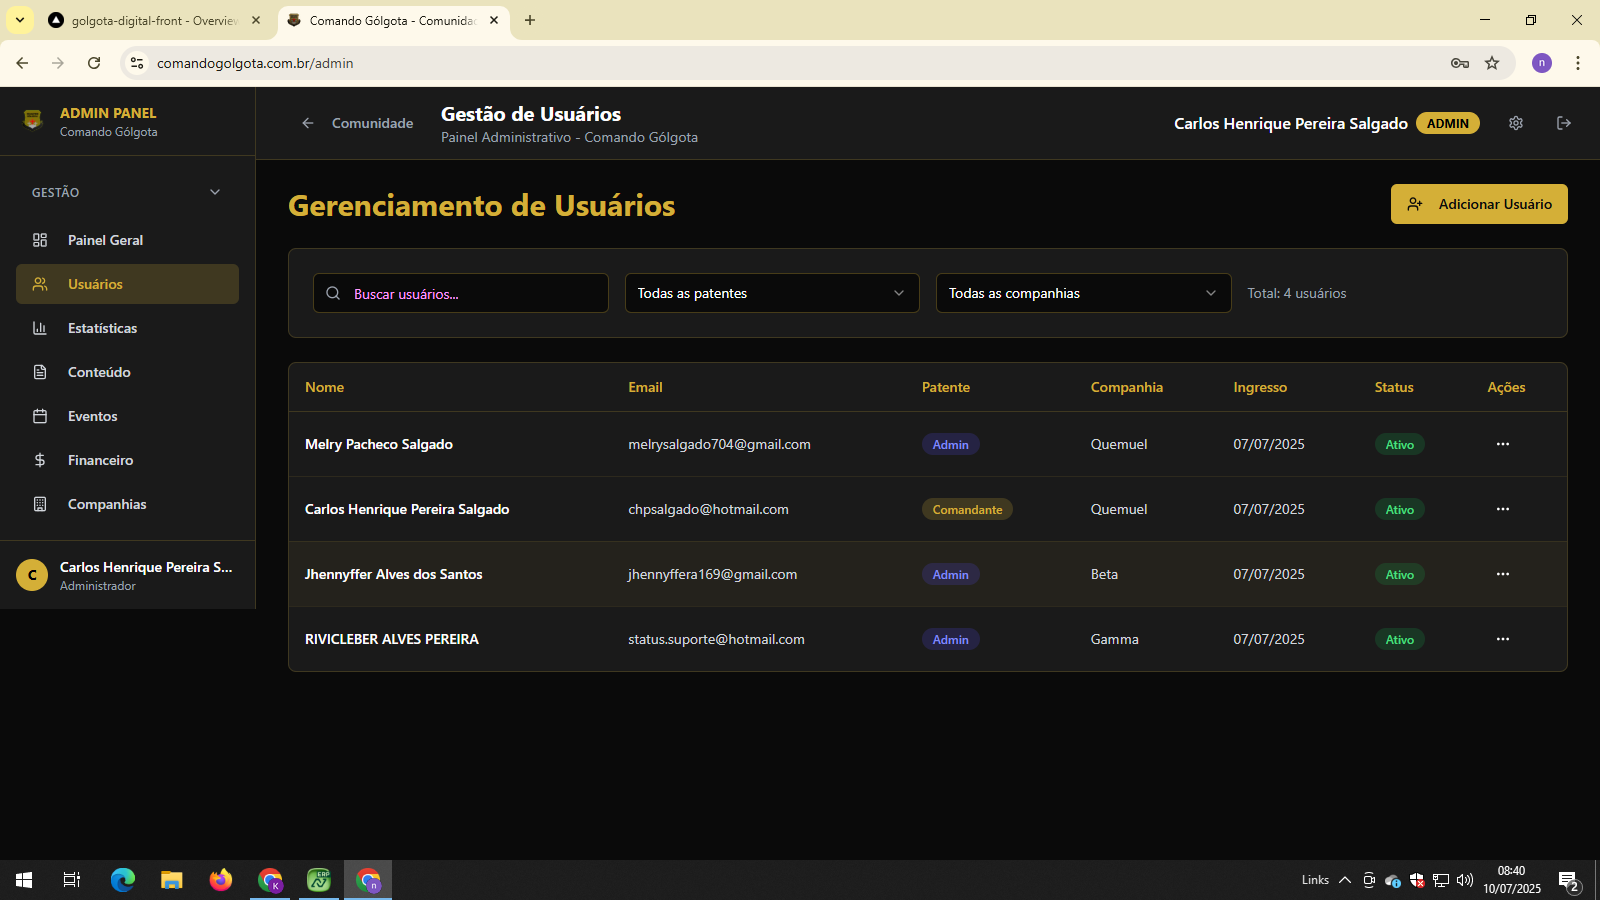 golgota-digital-front - Overview
Comando Gólgota - Comunidad
comandogolgota.com.br/admin
n
ADMIN PANEL
Comando Gólgota
Comunidade
Gestão de Usuários
Painel Administrativo - Comando Gólgota
Carlos Henrique Pereira Salgado
ADMIN
GESTÃO
Painel Geral
Usuários
Estatísticas
Conteúdo
Eventos
Financeiro
Companhias
C
Carlos Henrique Pereira S...
Administrador
Gerenciamento de Usuários
Adicionar Usuário
Buscar usuários...
Todas as patentes
Todas as companhias
Total: 4 usuários
Nome Email Patente Companhia Ingresso Status Ações
Melry Pacheco Salgado melrysalgado704@gmail.com Admin Quemuel 07/07/2025 Ativo
Carlos Henrique Pereira Salgado chpsalgado@hotmail.com Comandante Quemuel 07/07/2025 Ativo
Jhennyffer Alves dos Santos jhennyffera169@gmail.com Admin Beta 07/07/2025 Ativo
RIVICLEBER ALVES PEREIRA status.suporte@hotmail.com Admin Gamma 07/07/2025 Ativo
K
ERP
n
Links
08:40
10/07/2025
2